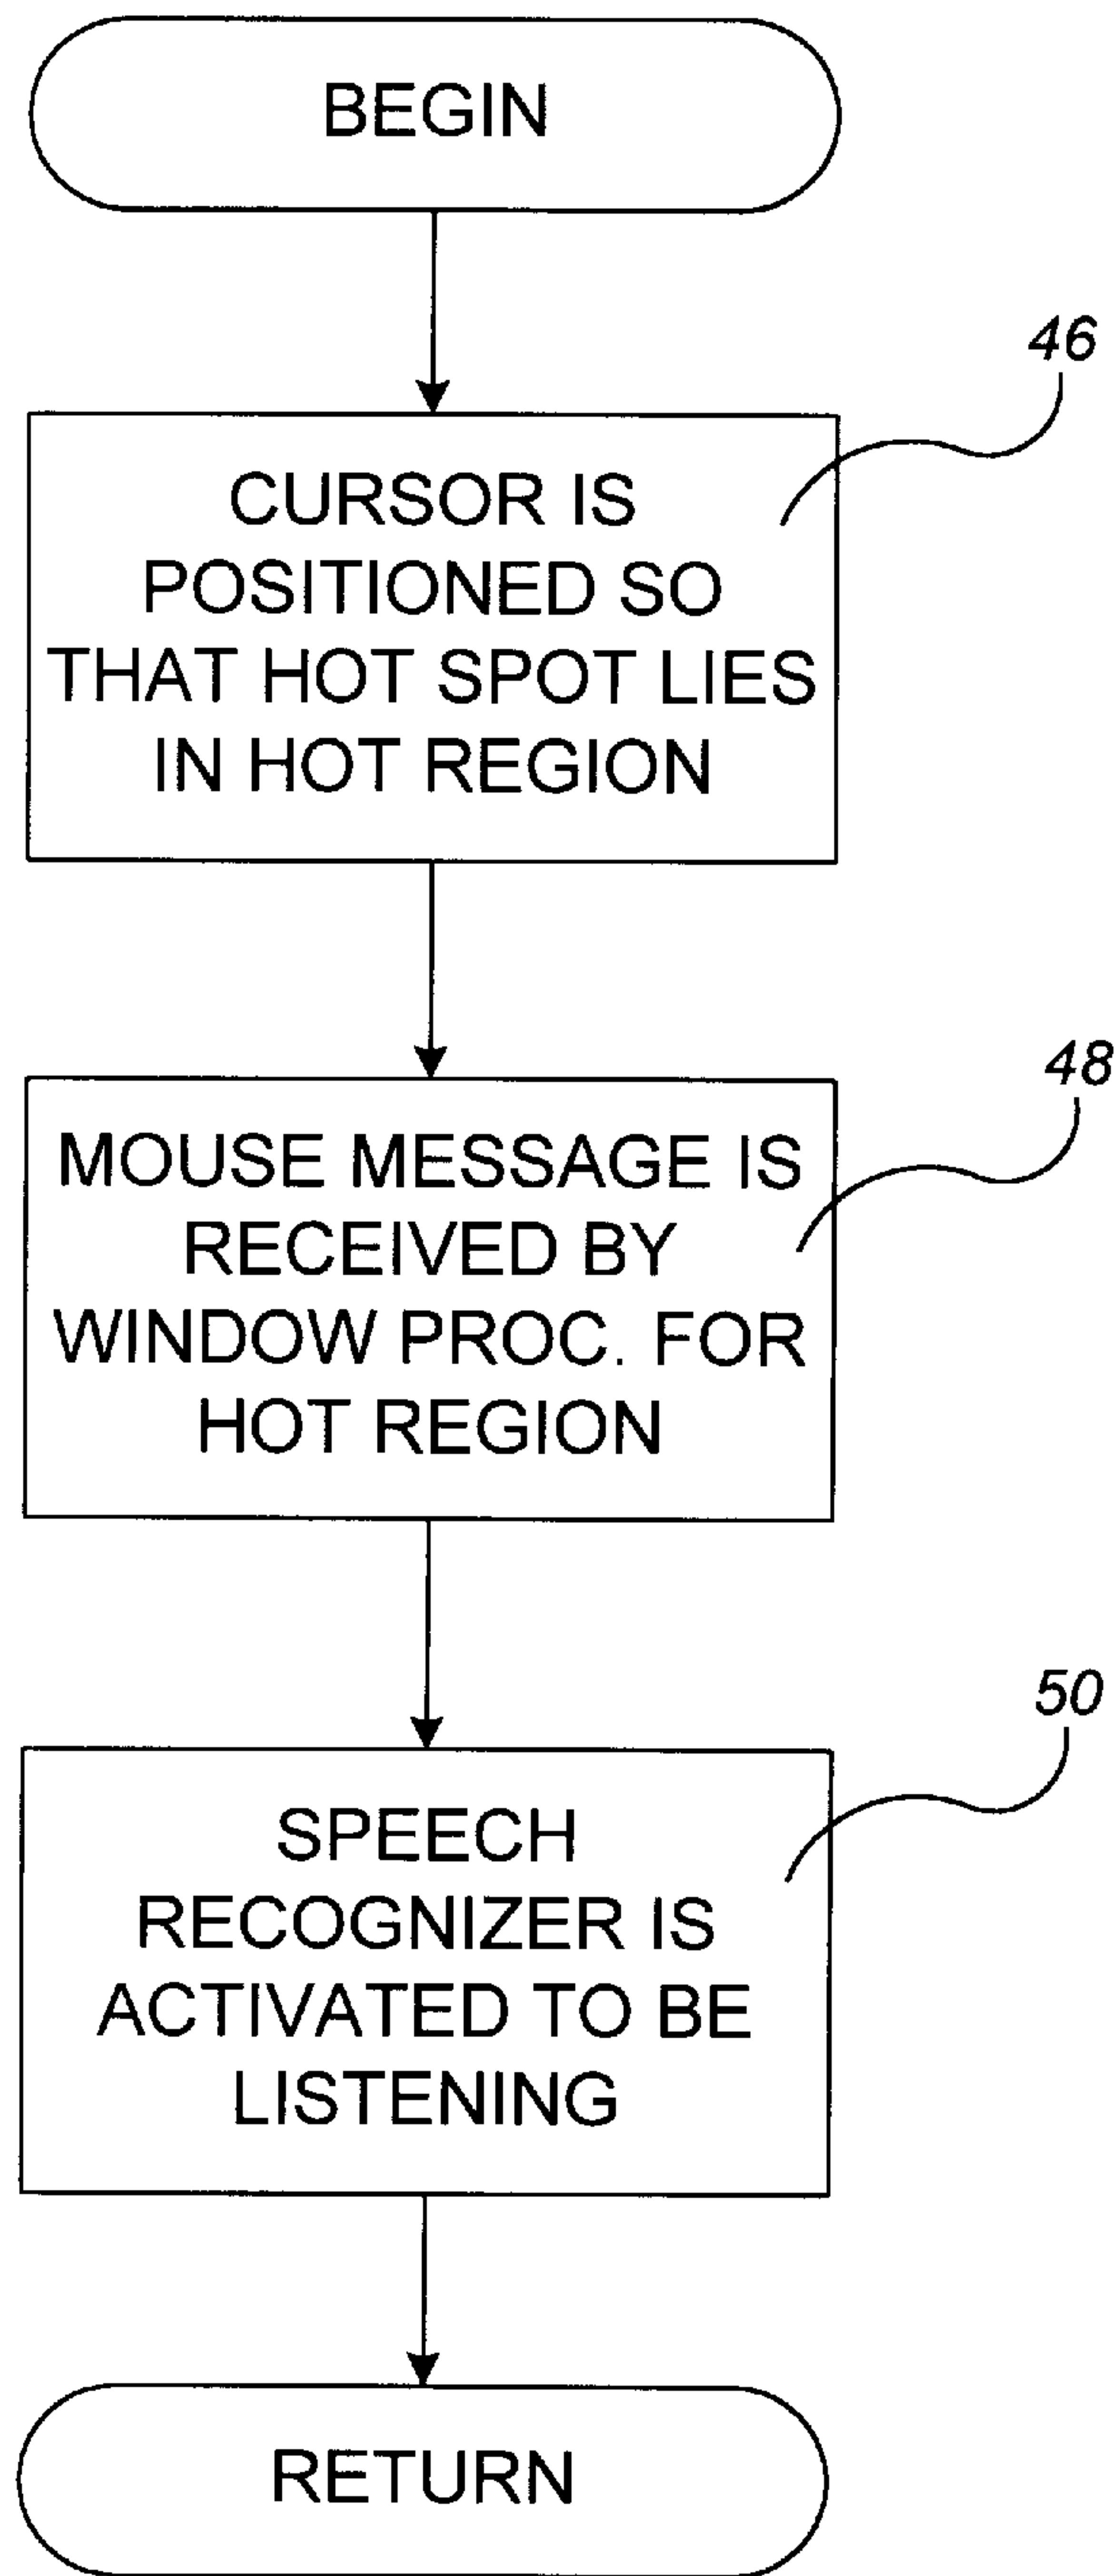 BEGIN
46
CURSOR IS
POSITIONED SO
THAT HOT SPOT LIES
IN HOT REGION
48
MOUSE MESSAGE IS
RECEIVED BY
WINDOW PROC. FOR
HOT REGION
50
SPEECH
RECOGNIZER IS
ACTIVATED TO BE
LISTENING
RETURN